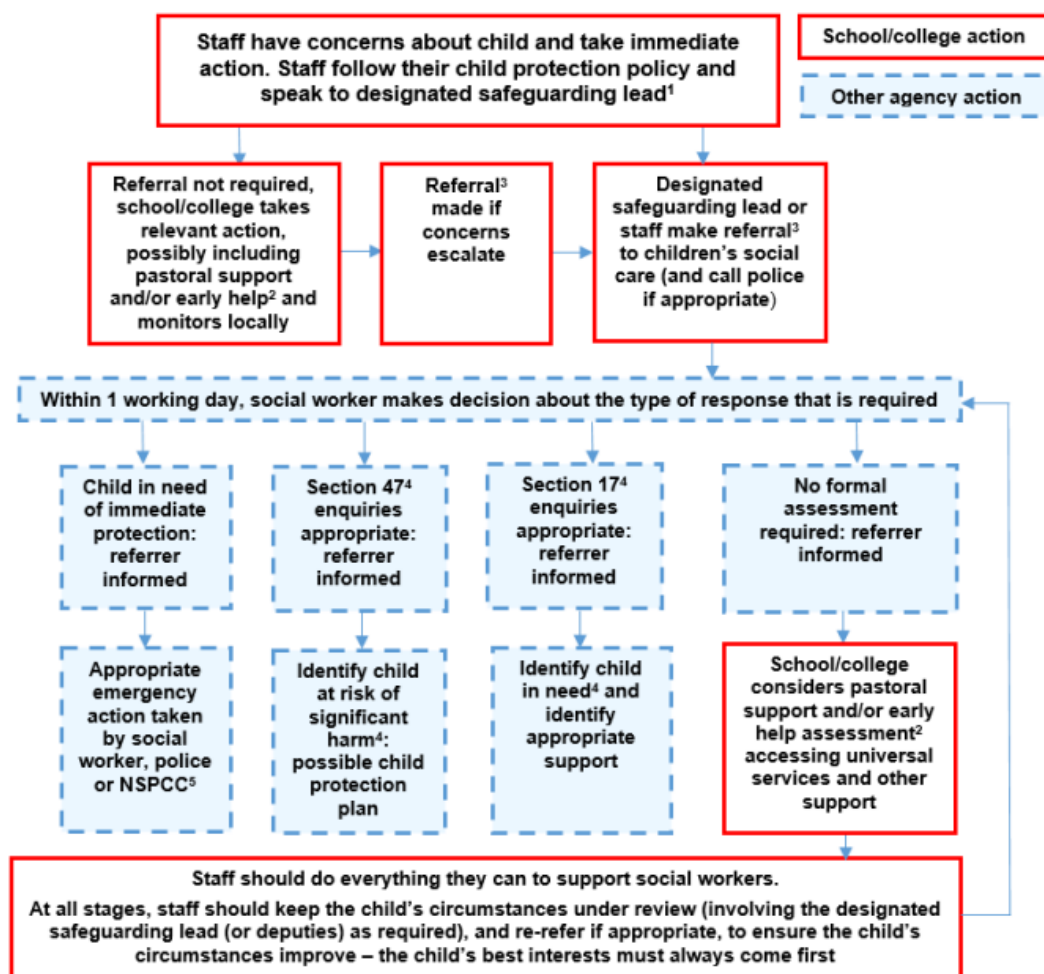 Staff have concerns about child and take immediate
action. Staff follow their child protection policy and
speak to designated safeguarding lead¹
School/college action
Other agency action
Referral not required,
school/college takes
relevant action,
possibly including
pastoral support
and/or early help² and
monitors locally
Referral³
made if
concerns
escalate
Designated
safeguarding lead or
staff make referral³
to children's social
care (and call police
if appropriate)
Within 1 working day, social worker makes decision about the type of response that is required
Child in need
of immediate
protection:
referrer
informed
Section 47⁴
enquiries
appropriate:
referrer
informed
Section 17⁴
enquiries
appropriate:
referrer
informed
No formal
assessment
required: referrer
informed
Appropriate
emergency
action taken
by social
worker, police
or NSPCC⁵
Identify child
at risk of
significant
harm⁴:
possible child
protection
plan
Identify child
in need⁴ and
identify
appropriate
support
School/college
considers pastoral
support and/or early
help assessment²
accessing universal
services and other
support
Staff should do everything they can to support social workers.
At all stages, staff should keep the child's circumstances under review (involving the designated
safeguarding lead (or deputies) as required), and re-refer if appropriate, to ensure the child's
circumstances improve – the child's best interests must always come first